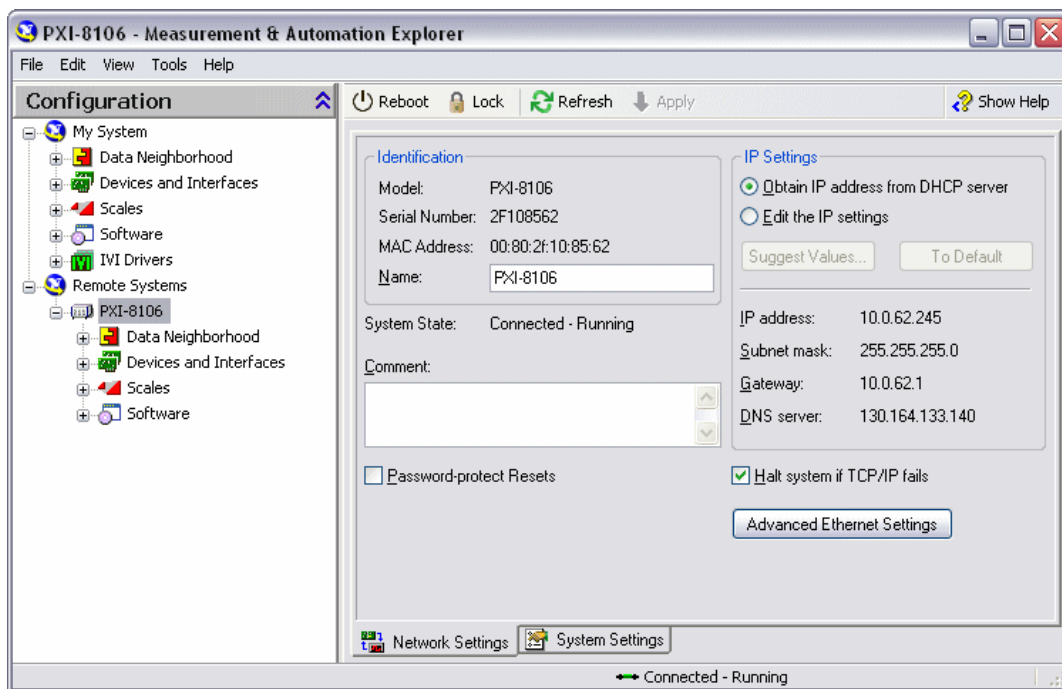 PXI-8106 - Measurement & Automation Explorer
File Edit View Tools Help
Configuration
My System
Data Neighborhood
Devices and Interfaces
Scales
Software
IVI Drivers
Remote Systems
PXI-8106
Data Neighborhood
Devices and Interfaces
Scales
Software
Reboot Lock Refresh Apply Show Help
Identification
Model: PXI-8106
Serial Number: 2F108562
MAC Address: 00:80:2f:10:85:62
Name: PXI-8106
System State: Connected - Running
Comment:
Password-protect Resets
IP Settings
Obtain IP address from DHCP server
Edit the IP settings
Suggest Values... To Default
IP address: 10.0.62.245
Subnet mask: 255.255.255.0
Gateway: 10.0.62.1
DNS server: 130.164.133.140
Halt system if TCP/IP fails
Advanced Ethernet Settings
Network Settings System Settings
Connected - Running